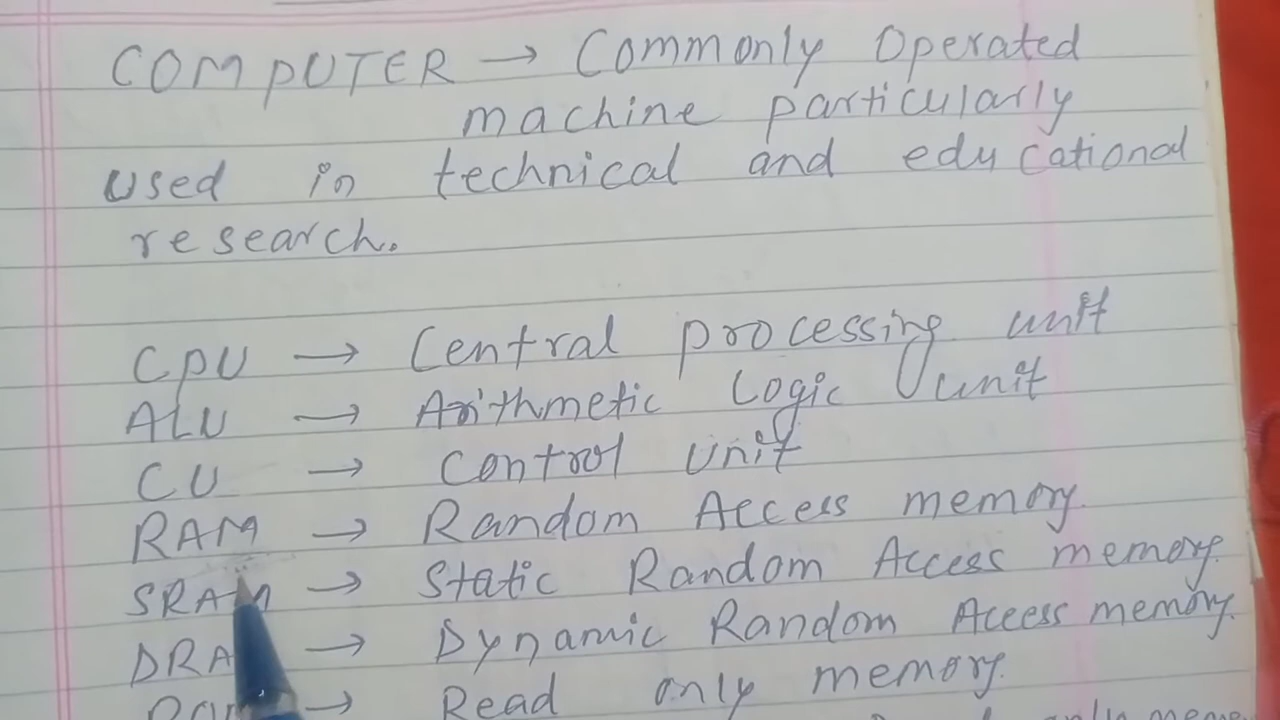 COMPUTER → Commonly Operated
machine particularly
used in technical and educational
research.
CPU → Central processing unit
ALU → Arithmetic Logic Unit
CU → Control Unit
RAM → Random Access memory.
SRAM → Static Random Access memory.
DRA → Dynamic Random Access memory.
→ Read only memory.
only